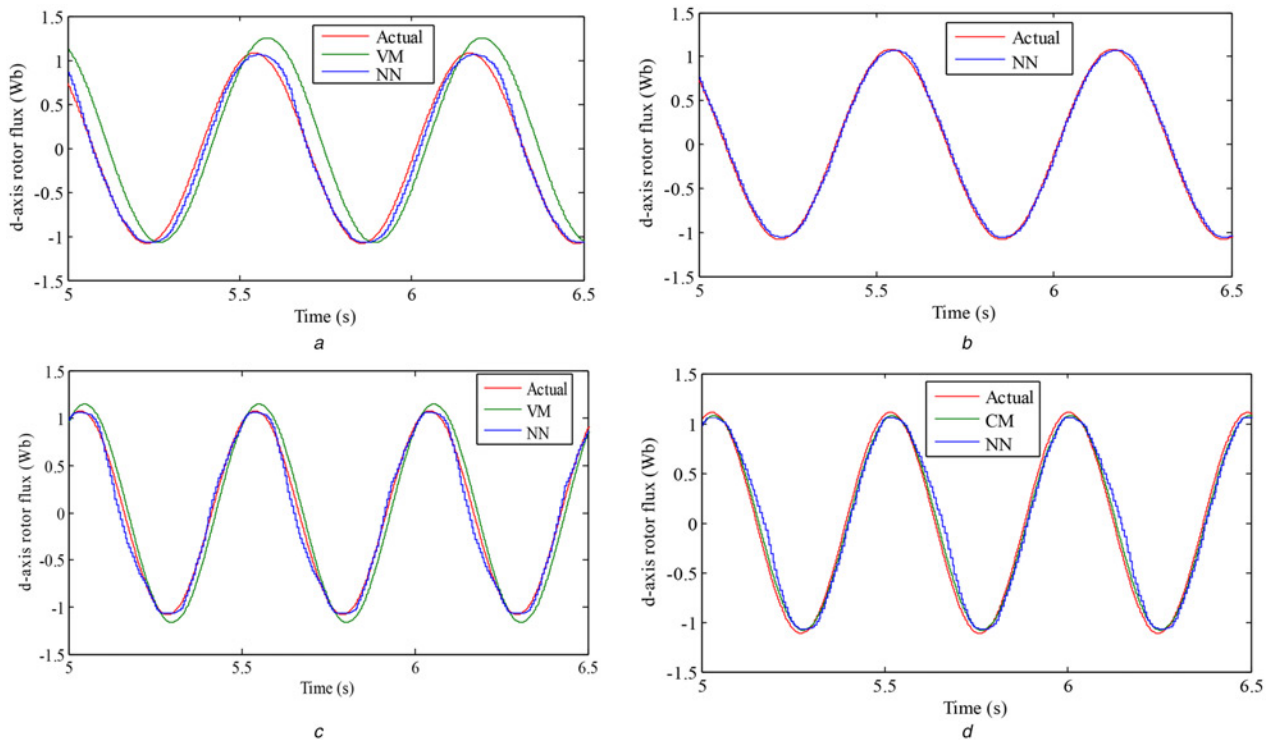 1.5
1
0.5
0
-0.5
-1
-1.5
d-axis rotor flux (Wb)
Actual
VM
NN
5
5.5
6
6.5
Time (s)
a
1.5
1
0.5
0
-0.5
-1
-1.5
d-axis rotor flux (Wb)
Actual
NN
5
5.5
6
6.5
Time (s)
b
1.5
1
0.5
0
-0.5
-1
-1.5
d-axis rotor flux (Wb)
Actual
VM
NN
5
5.5
6
6.5
Time (s)
c
1.5
1
0.5
0
-0.5
-1
-1.5
d-axis rotor flux (Wb)
Actual
CM
NN
5
5.5
6
6.5
Time (s)
d